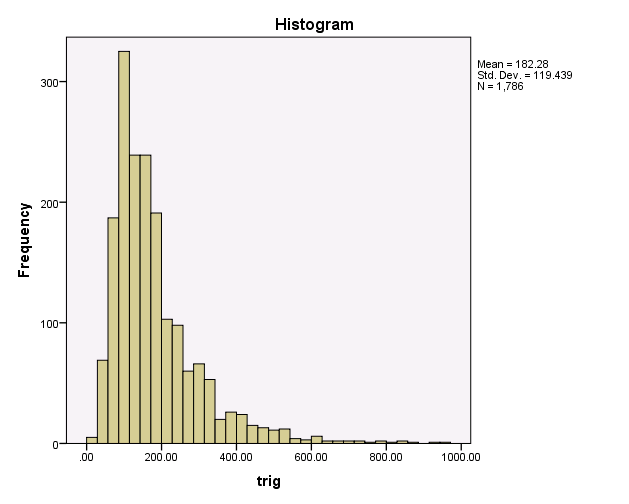 Histogram
Mean = 182.28
Std. Dev. = 119.439
N = 1,786
300
200
100
0
Frequency
.00
200.00
400.00
600.00
800.00
1000.00
trig